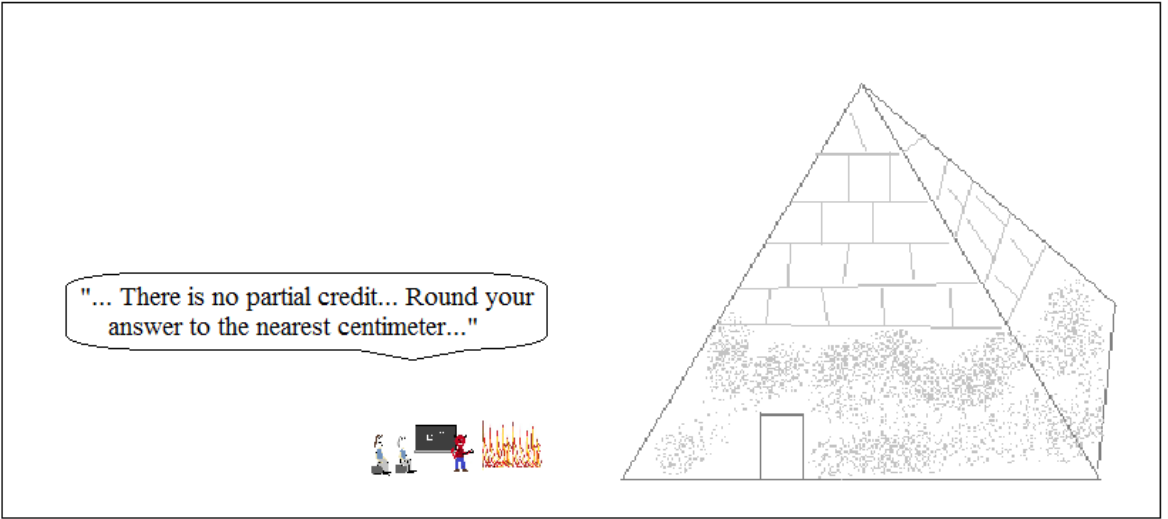 "... There is no partial credit... Round your
answer to the nearest centimeter..."